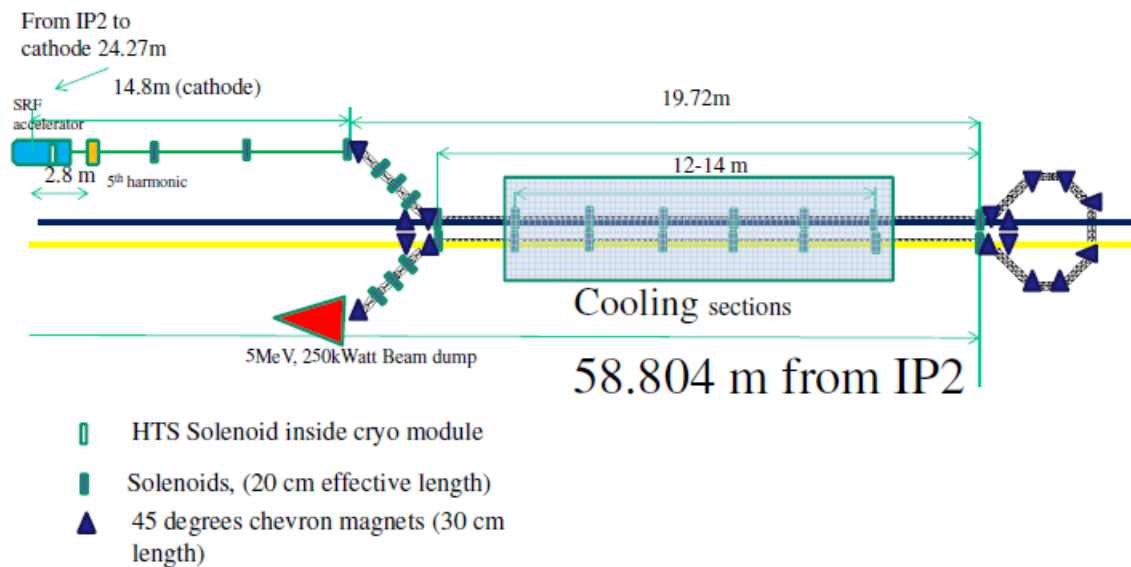 From IP2 to
cathode 24.27m
14.8m (cathode)
19.72m
SRF
accelerator
12-14 m
2.8 m
5th harmonic
Cooling sections
5MeV, 250kWatt Beam dump
58.804 m from IP2
HTS Solenoid inside cryo module
Solenoids, (20 cm effective length)
45 degrees chevron magnets (30 cm
length)